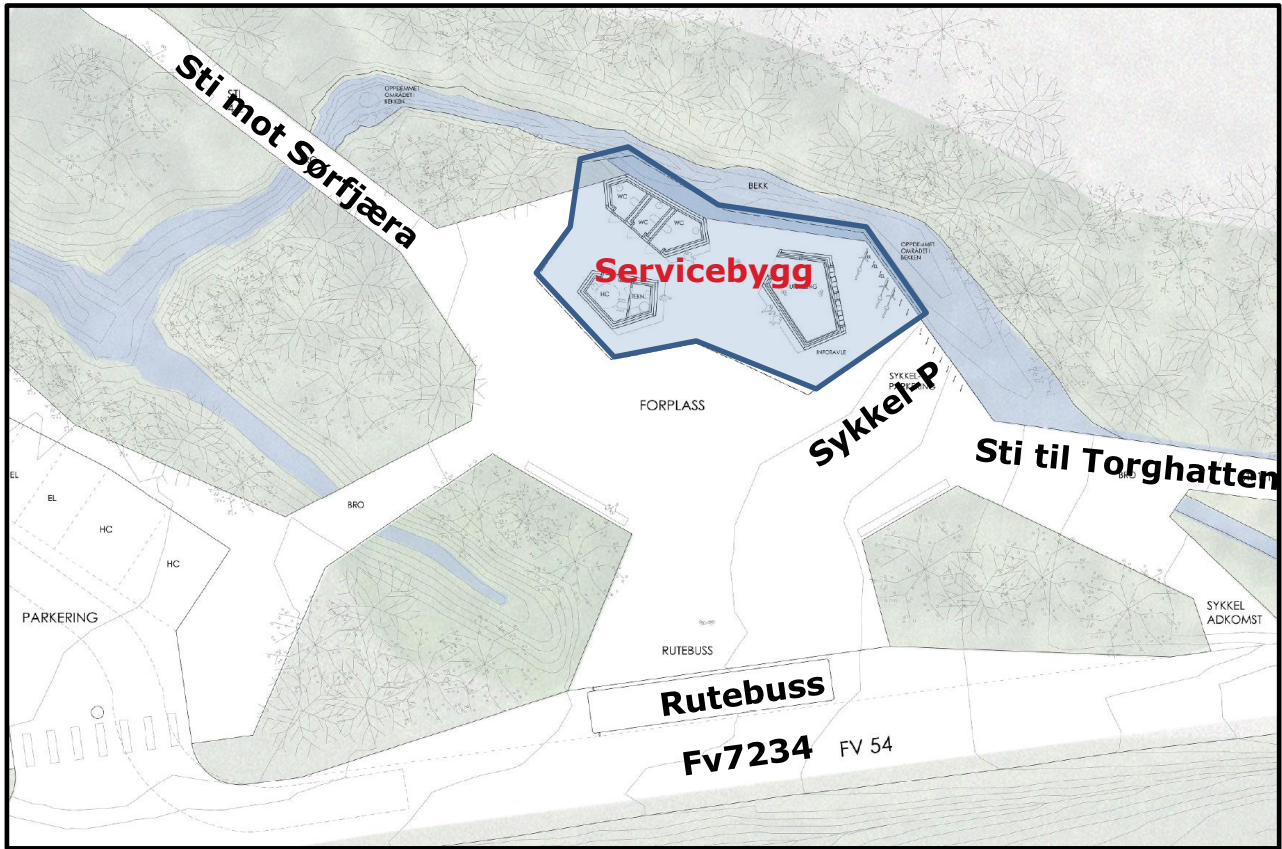 Sti mot Sørfjæra
STI
OPPDEMMET
OMRÅDET I
BEKKEN
BEKK
WC
WC
WC
OPPDEMMET
OMRÅDET I
BEKKEN
Servicebygg
HC
TEKN.
INFOTAVLE
SYKKEL-
PARKERING
Sykkel-P
FORPLASS
Sti til Torghatten
BRO
EL
EL
HC
HC
BRO
PARKERING
SYKKEL
ADKOMST
RUTEBUSS
Rutebuss
Fv7234
FV 54